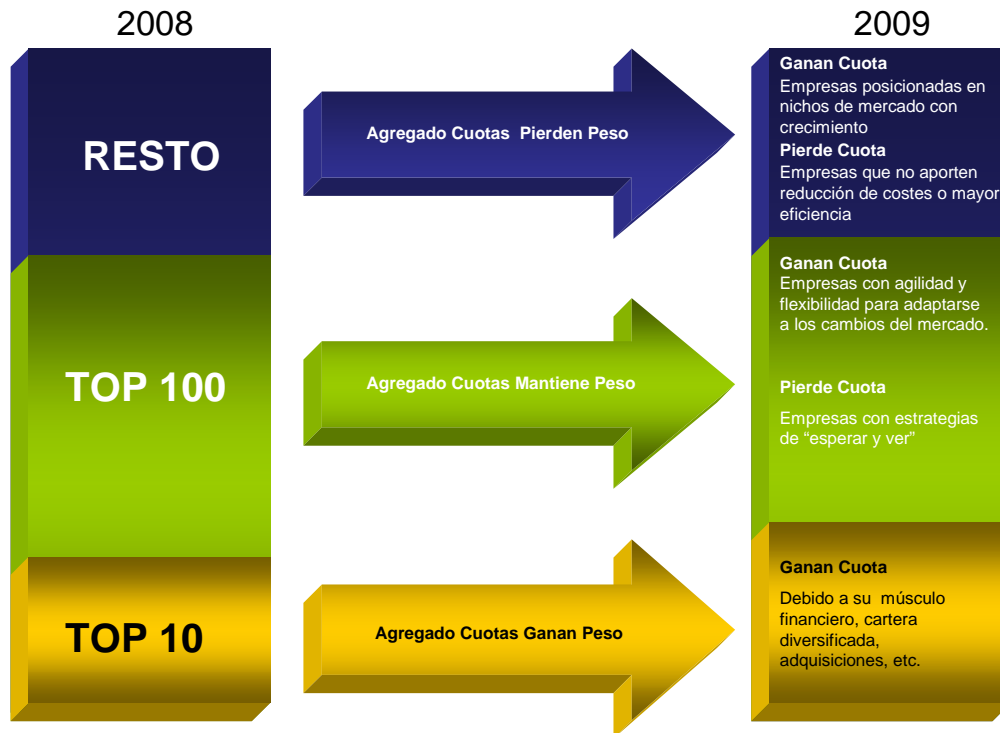 2008
2009
RESTO
Agregado Cuotas  Pierden Peso
Ganan Cuota
Empresas posicionadas en
nichos de mercado con
crecimiento
Pierde Cuota
Empresas que no aporten
reducción de costes o mayor
eficiencia
TOP 100
Agregado Cuotas Mantiene Peso
Ganan Cuota
Empresas con agilidad y
flexibilidad para adaptarse
a los cambios del mercado.
Pierde Cuota
Empresas con estrategias
de “esperar y ver”
TOP 10
Agregado Cuotas Ganan Peso
Ganan Cuota
Debido a su  músculo
financiero, cartera
diversificada,
adquisiciones, etc.